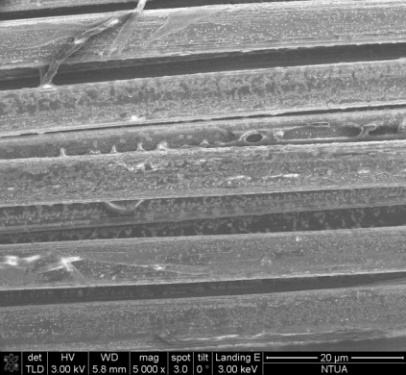 det HV WD mag spot tilt Landing E 20 µm
TLD 3.00 kV 5.8 mm 5 000 x 3.0 0 ° 3.00 keV NTUA